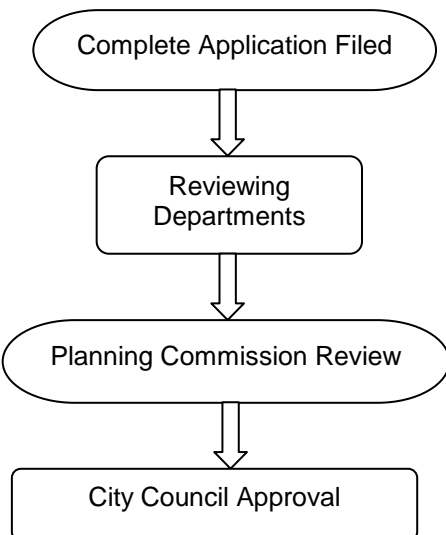 Complete Application Filed
Reviewing
Departments
Planning Commission Review
City Council Approval